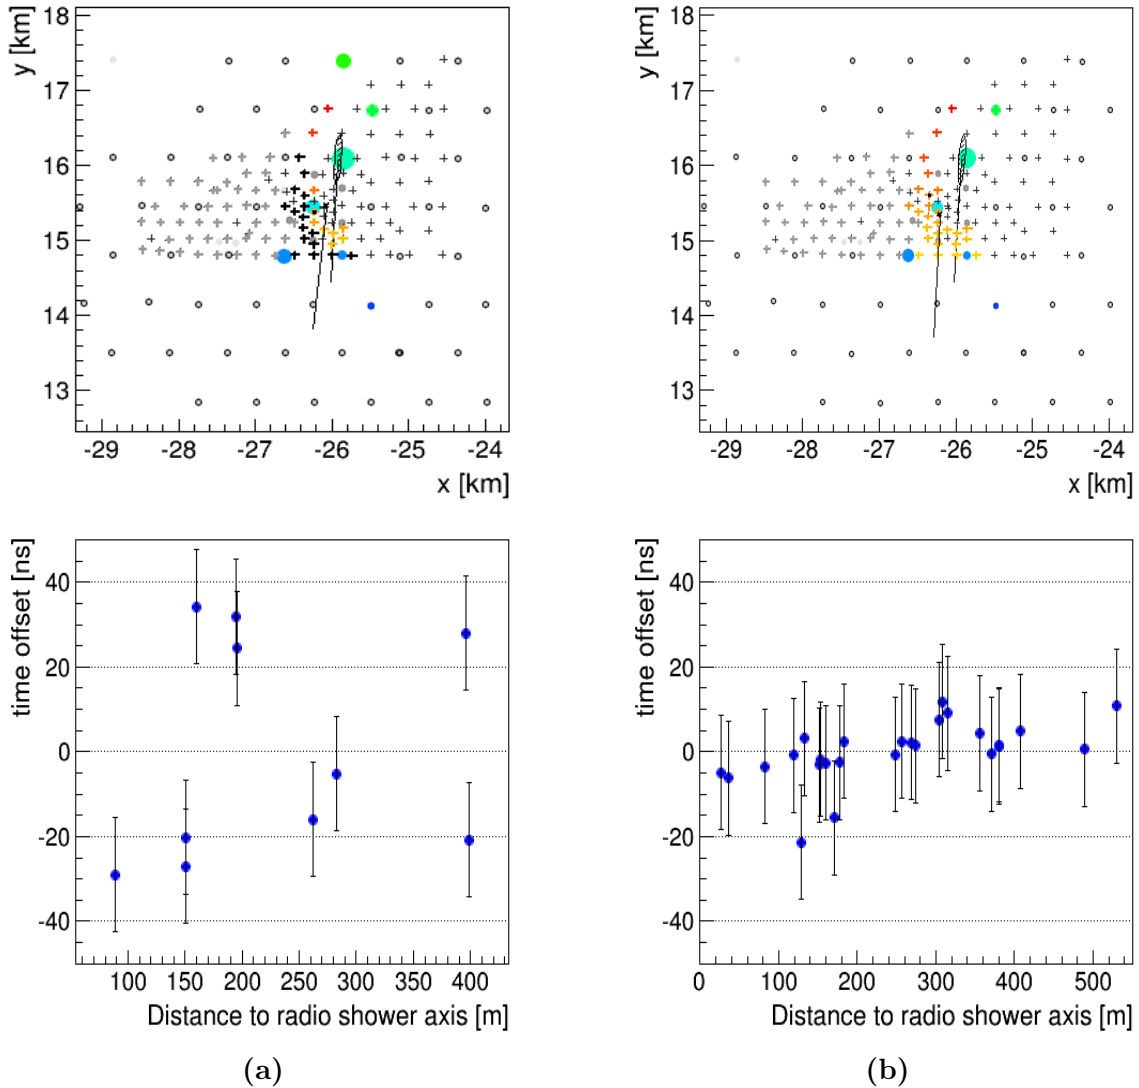 y [km]
18
17
16
15
14
13
-29 -28 -27 -26 -25 -24
x [km]
y [km]
18
17
16
15
14
13
-29 -28 -27 -26 -25 -24
x [km]
time offset [ns]
40
20
0
-20
-40
100 150 200 250 300 350 400
Distance to radio shower axis [m]
(a)
time offset [ns]
40
20
0
-20
-40
0 100 200 300 400 500
Distance to radio shower axis [m]
(b)